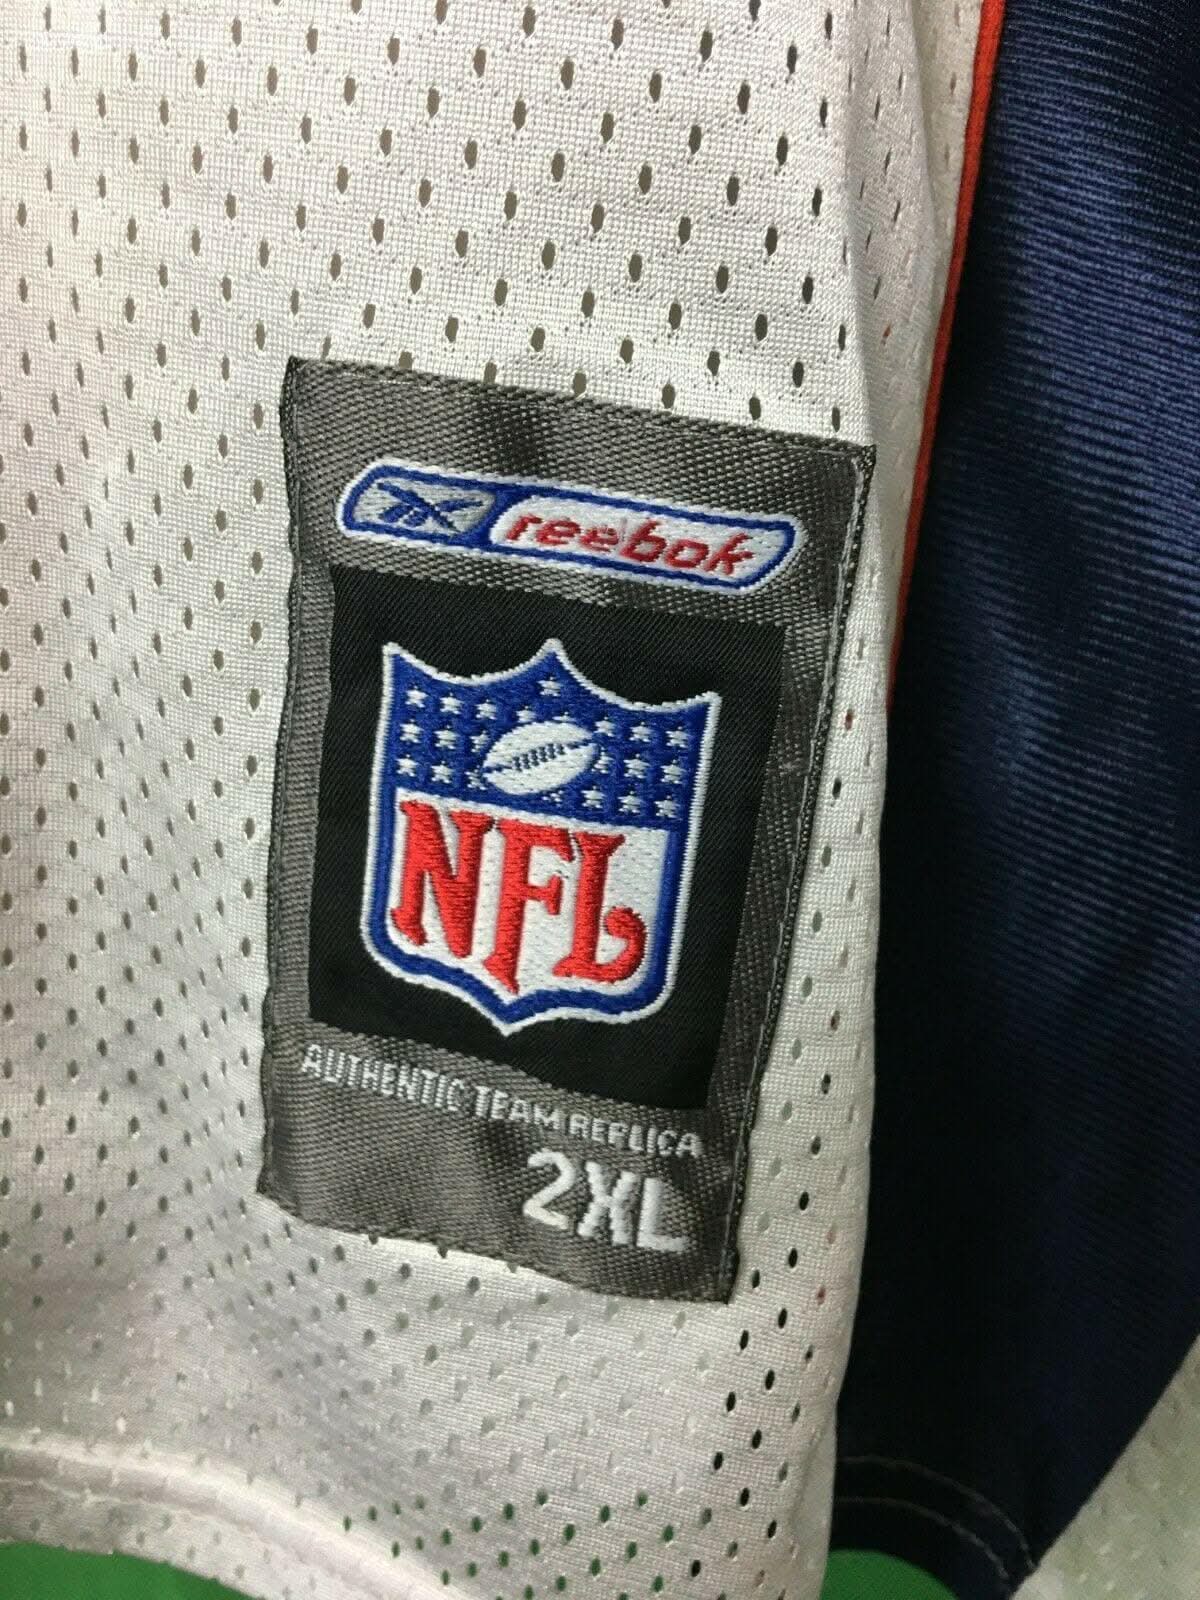 reebok
NFL
AUTHENTIC TEAM REPLICA
2XL